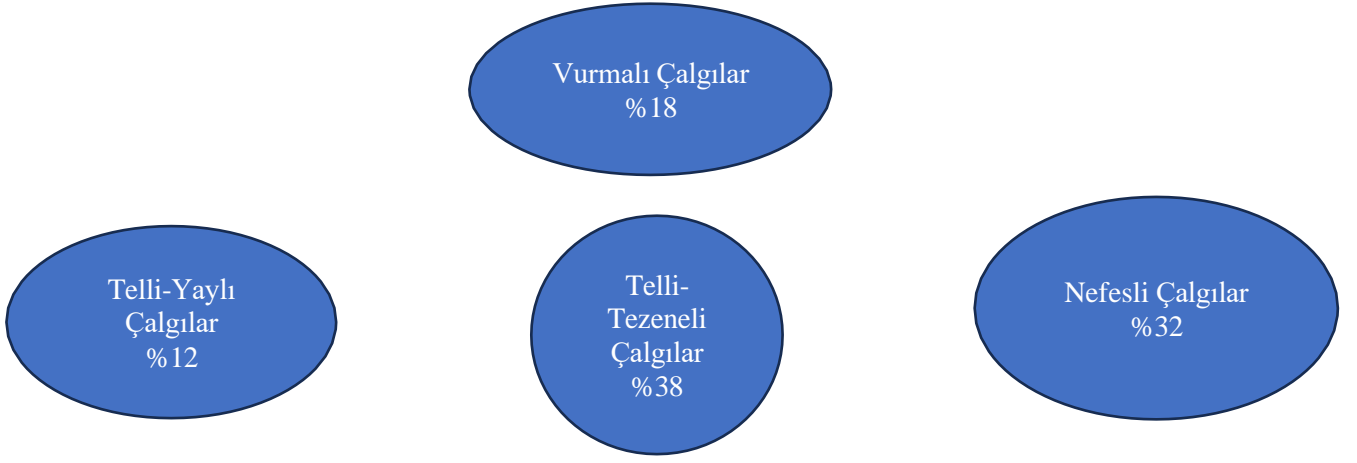 Vurmalı Çalgılar
%18
Telli-Yaylı
Çalgılar
%12
Telli-
Tezeneli
Çalgılar
%38
Nefesli Çalgılar
%32